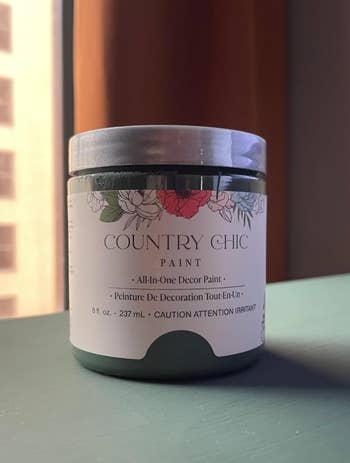 COUNTRY CHIC
PAINT
· All-In-One Decor Paint ·
· Peinture De Decoration Tout-En-Un ·
8 fl. oz. · 237 mL · CAUTION ATTENTION IRRITANT